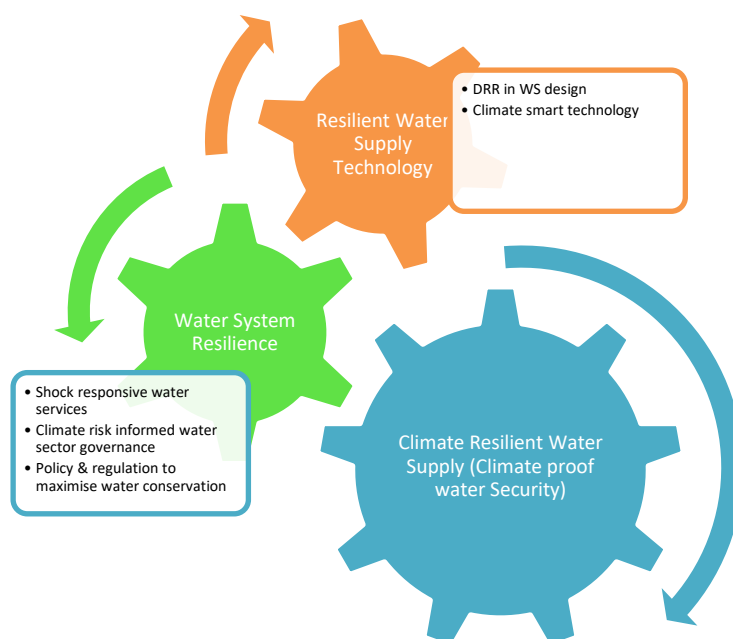 Resilient Water
Supply
Technology
• DRR in WS design
• Climate smart technology
Water System
Resilience
• Shock responsive water
services
• Climate risk informed water
sector governance
• Policy & regulation to
maximise water conservation
Climate Resilient Water
Supply (Climate proof
water Security)